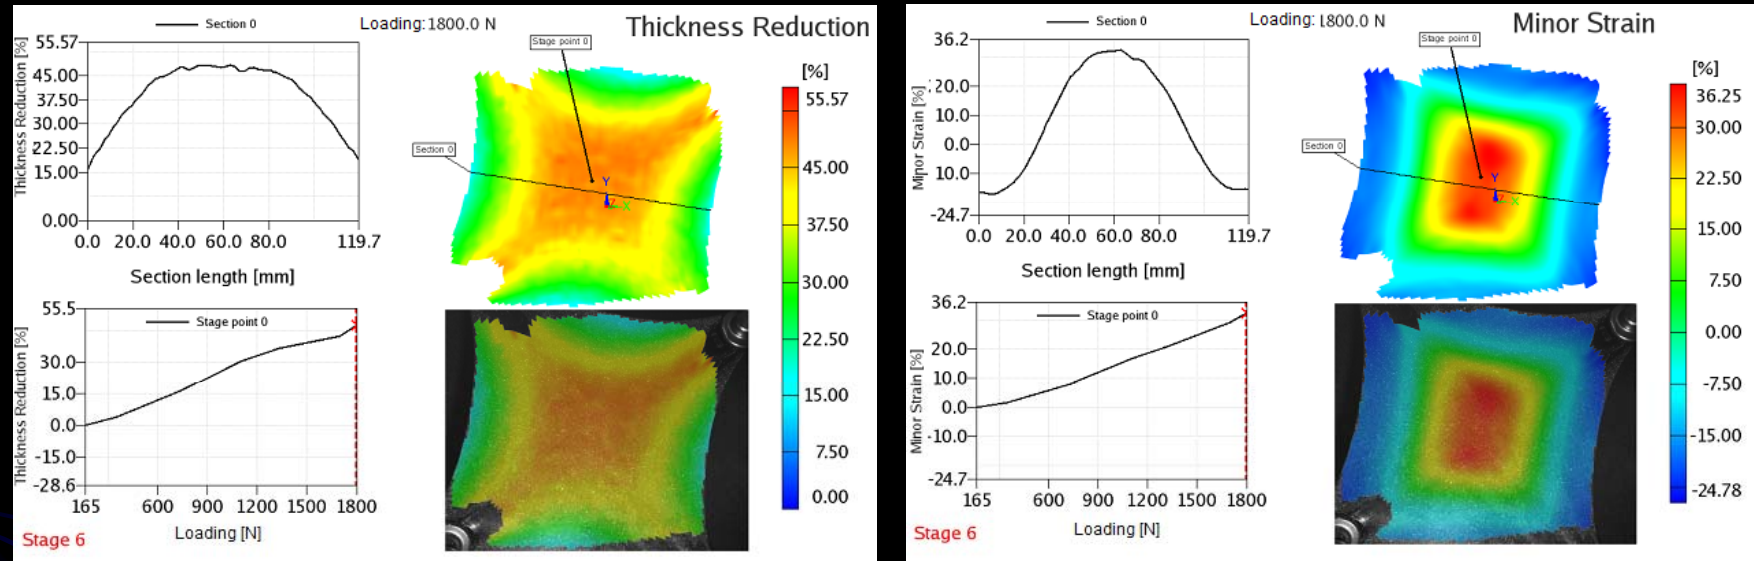 Section 0
Loading:1800.0 N
Thickness Reduction
Thickness Reduction [%]
55.57
45.00
37.50
30.00
22.50
15.00
0.00
0.0 20.0 40.0 60.0 80.0 119.7
Section length [mm]
Stage point 0
Section 0
Y
X
[%]
55.57
45.00
37.50
30.00
22.50
15.00
7.50
0.00
Thickness Reduction [%]
55.5
30.0
15.0
0.0
-15.0
-28.6
Stage point 0
165 600 900 1200 1500 1800
Loading [N]
Stage 6
Section 0
Loading:1800.0 N
Minor Strain
Minor Strain [%]
36.2
20.0
10.0
0.0
10.0
-24.7
0.0 20.0 40.0 60.0 80.0 119.7
Section length [mm]
Stage point 0
Section 0
Y
X
[%]
36.25
30.00
22.50
15.00
7.50
0.00
-7.50
-15.00
-24.78
Minor Strain [%]
36.2
20.0
10.0
0.0
-10.0
-24.7
Stage point 0
165 600 900 1200 1500 1800
Loading [N]
Stage 6